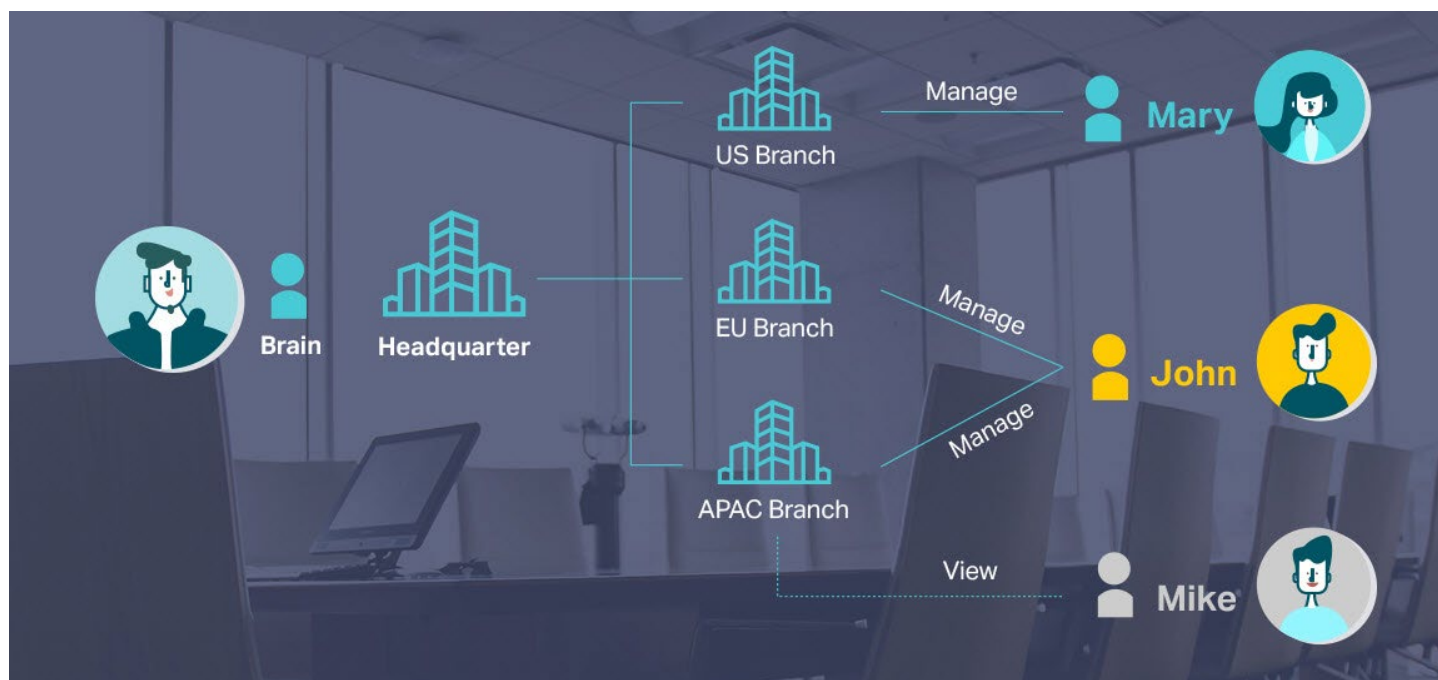 Manage
Mary
US Branch
Brain
Headquarter
EU Branch
Manage
John
Manage
APAC Branch
View
Mike